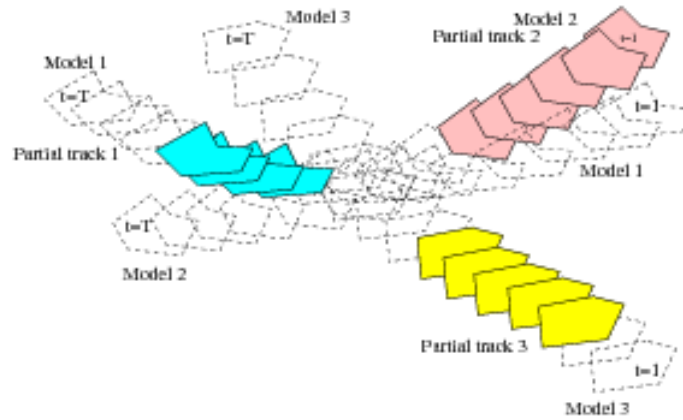 Model 3
Model 2
Partial track 2
t=T
t=1
Model 1
t=T
t=1
Partial track 1
Model 1
t=T
Model 2
Partial track 3
t=1
Model 3